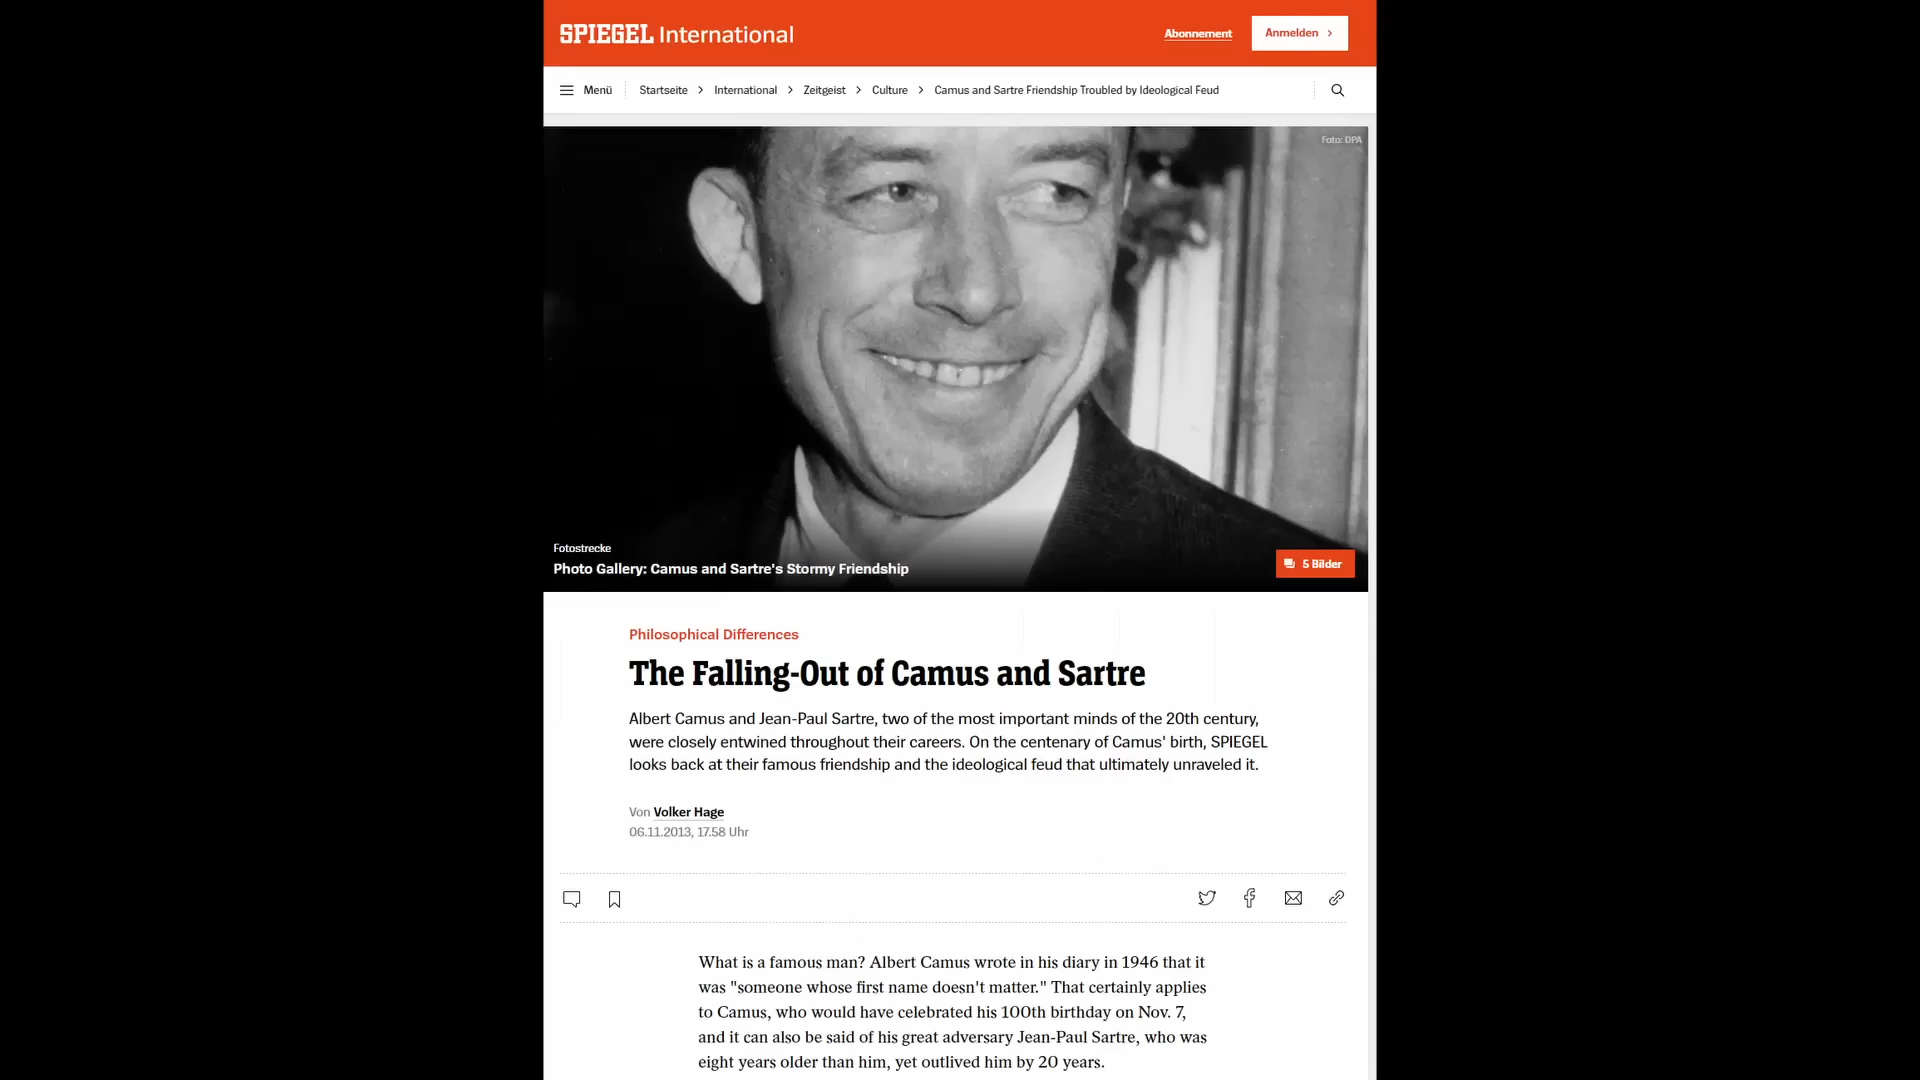 SPIEGEL International
Abonnement
Anmelden
Menü
Startseite
International
Zeitgeist
Culture
Camus and Sartre Friendship Troubled by Ideological Feud
Foto: DPA
Fotostrecke
Photo Gallery: Camus and Sartre's Stormy Friendship
5 Bilder
Philosophical Differences
The Falling-Out of Camus and Sartre
Albert Camus and Jean-Paul Sartre, two of the most important minds of the 20th century,
were closely entwined throughout their careers. On the centenary of Camus' birth, SPIEGEL
looks back at their famous friendship and the ideological feud that ultimately unraveled it.
Von Volker Hage
06.11.2013, 17.58 Uhr
What is a famous man? Albert Camus wrote in his diary in 1946 that it
was "someone whose first name doesn't matter." That certainly applies
to Camus, who would have celebrated his 100th birthday on Nov. 7,
and it can also be said of his great adversary Jean-Paul Sartre, who was
eight years older than him, yet outlived him by 20 years.